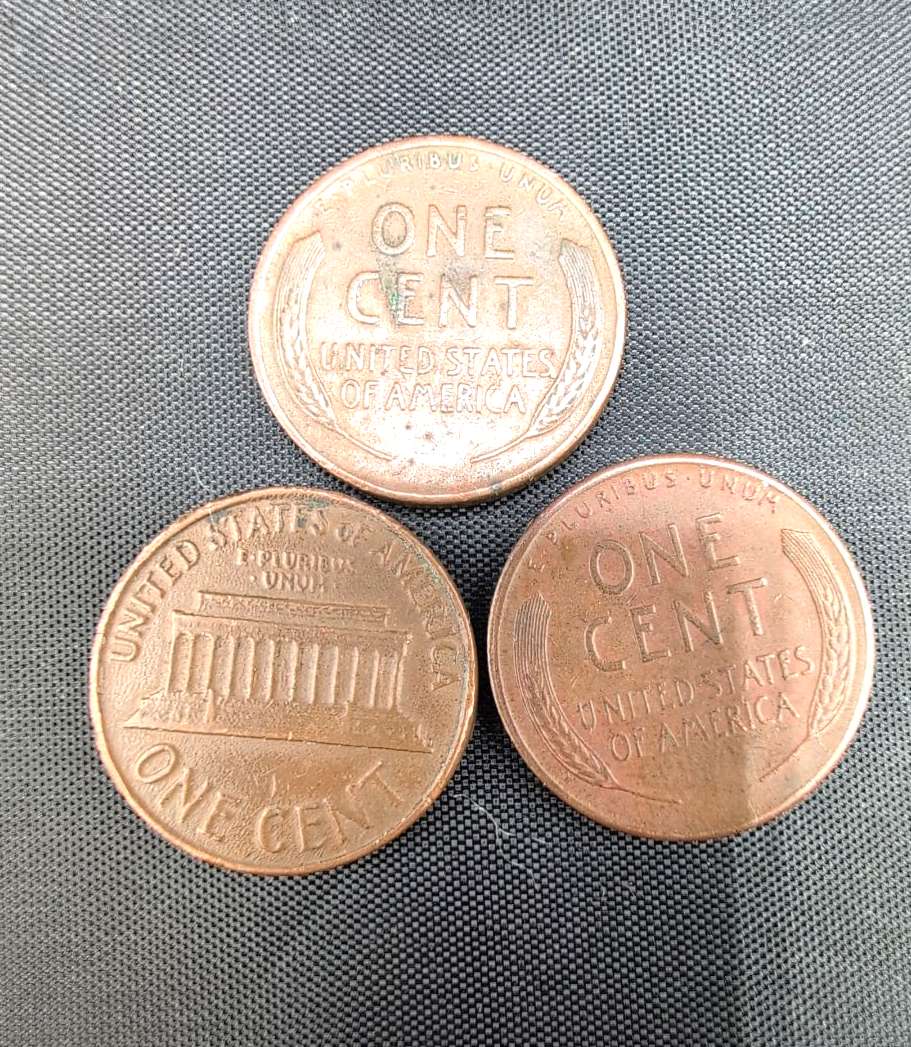 E·PLURIBUS·UNUM
ONE
CENT
UNITED STATES
OF AMERICA
UNITED STATES OF AMERICA
E·PLURIBUS
·UNUM·
ONE CENT
E·PLURIBUS·UNUM
ONE
CENT
UNITED·STATES
OF AMERICA